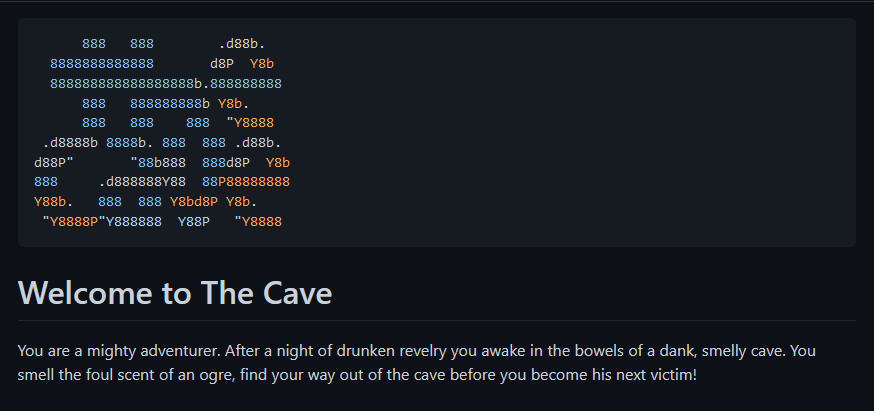 888   888        .d88b.
  8888888888888       d8P  Y8b
  888888888888888888b.888888888
      888   888888888b Y8b.
      888   888    888  "Y8888
 .d8888b 8888b. 888  888 .d88b.
d88P"       "88b888  888d8P  Y8b
888     .d888888Y88  88P88888888
Y88b.   888  888 Y8bd8P Y8b.
 "Y8888P"Y888888  Y88P   "Y8888
Welcome to The Cave
You are a mighty adventurer. After a night of drunken revelry you awake in the bowels of a dank, smelly cave. You
smell the foul scent of an ogre, find your way out of the cave before you become his next victim!